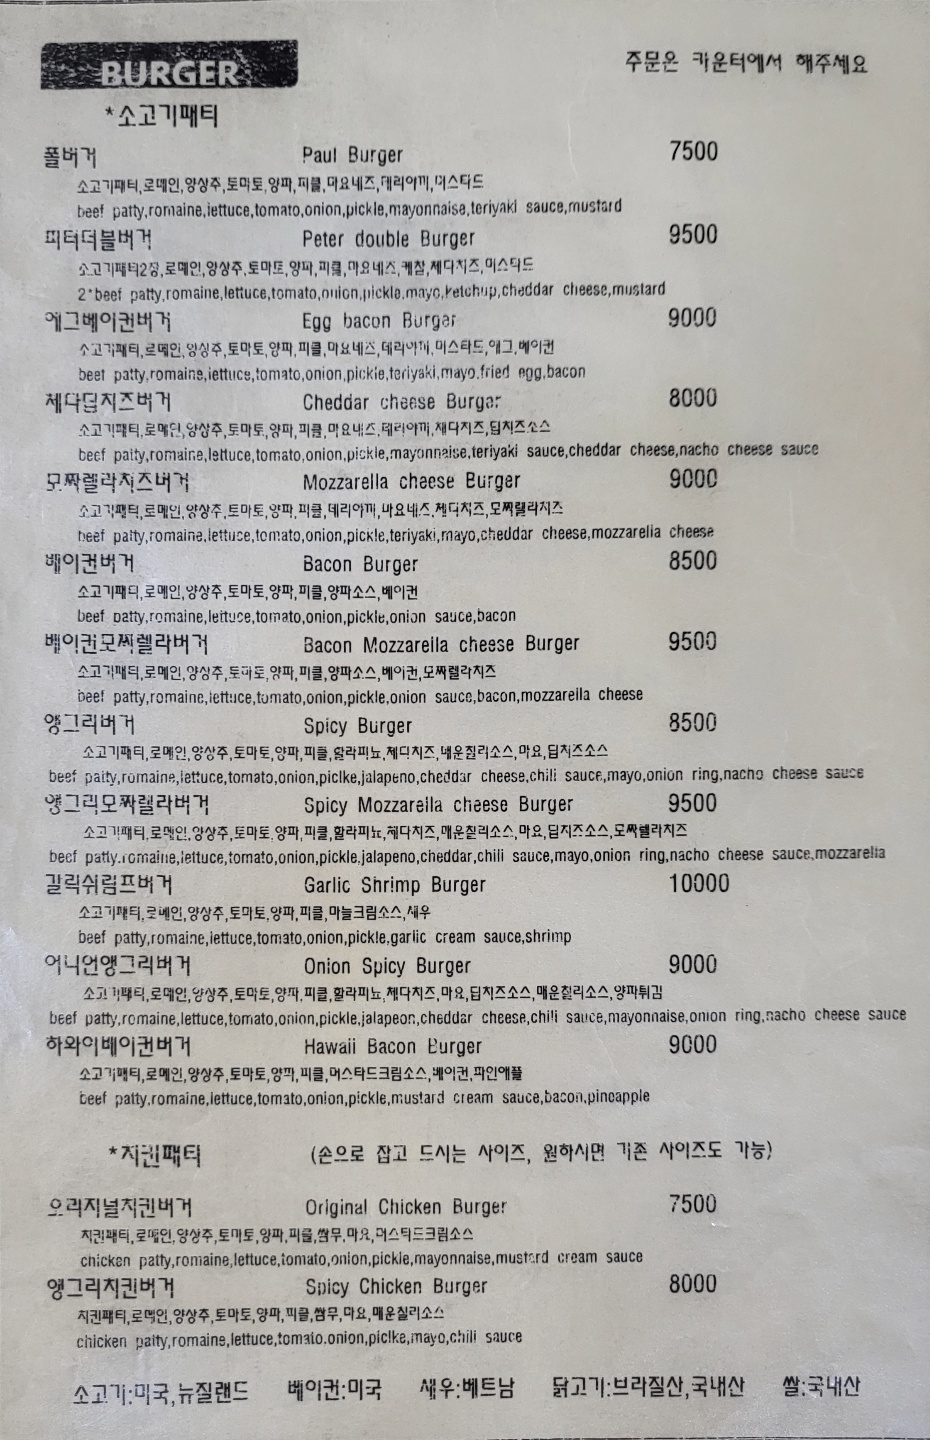 BURGER
주문은 카운터에서 해주세요
*소고기패티
폴버거 Paul Burger 7500
소고기패티,로메인,양상추,토마토,양파,피클,마요네즈,데리야끼,머스타드
beef patty,romaine,lettuce,tomato,onion,pickle,mayonnaise,teriyaki sauce,mustard
피터더블버거 Peter double Burger 9500
소고기패티2장,로메인,양상추,토마토,양파,피클,마요네즈,케찹,체다치즈,머스타드
2*beef patty,romaine,lettuce,tomato,onion,pickle,mayo,ketchup,cheddar cheese,mustard
에그베이컨버거 Egg bacon Burger 9000
소고기패티,로메인,양상추,토마토,양파,피클,마요네즈,데리야끼,머스타드,에그,베이컨
beef patty,romaine,lettuce,tomato,onion,pickle,teriyaki,mayo,fried egg,bacon
체다딥치즈버거 Cheddar cheese Burger 8000
소고기패티,로메인,양상추,토마토,양파,피클,마요네즈,데리야끼,체다치즈,딥치즈소스
beef patty,romaine,lettuce,tomato,onion,pickle,mayonnaise,teriyaki sauce,cheddar cheese,nacho cheese sauce
모짜렐라치즈버거 Mozzarella cheese Burger 9000
소고기패티,로메인,양상추,토마토,양파,피클,데리야끼,마요네즈,체다치즈,모짜렐라치즈
beef patty,romaine,lettuce,tomato,onion,pickle,teriyaki,mayo,cheddar cheese,mozzarella cheese
베이컨버거 Bacon Burger 8500
소고기패티,로메인,양상추,토마토,양파,피클,양파소스,베이컨
beef patty,romaine,lettuce,tomato,onion,pickle,onion sauce,bacon
베이컨모짜렐라버거 Bacon Mozzarella cheese Burger 9500
소고기패티,로메인,양상추,토마토,양파,피클,양파소스,베이컨,모짜렐라치즈
beef patty,romaine,lettuce,tomato,onion,pickle,onion sauce,bacon,mozzarella cheese
앵그리버거 Spicy Burger 8500
소고기패티,로메인,양상추,토마토,양파,피클,할라피뇨,체다치즈,매운칠리소스,마요,딥치즈소스
beef patty,romaine,lettuce,tomato,onion,piclke,jalapeno,cheddar cheese,chili sauce,mayo,onion ring,nacho cheese sauce
앵그리모짜렐라버거 Spicy Mozzarella cheese Burger 9500
소고기패티,로메인,양상추,토마토,양파,피클,할라피뇨,체다치즈,매운칠리소스,마요,딥치즈소스,모짜렐라치즈
beef patty,romaine,lettuce,tomato,onion,pickle,jalapeno,cheddar,chili sauce,mayo,onion ring,nacho cheese sauce,mozzarella
갈릭쉬림프버거 Garlic Shrimp Burger 10000
소고기패티,로메인,양상추,토마토,양파,피클,마늘크림소스,새우
beef patty,romaine,lettuce,tomato,onion,pickle,garlic cream sauce,shrimp
어니언앵그리버거 Onion Spicy Burger 9000
소고기패티,로메인,양상추,토마토,양파,피클,할라피뇨,체다치즈,마요,딥치즈소스,매운칠리소스,양파튀김
beef patty,romaine,lettuce,tomato,onion,pickle,jalapeon,cheddar cheese,chili sauce,mayonnaise,onion ring,nacho cheese sauce
하와이베이컨버거 Hawaii Bacon Burger 9000
소고기패티,로메인,양상추,토마토,양파,피클,머스타드크림소스,베이컨,파인애플
beef patty,romaine,lettuce,tomato,onion,pickle,mustard cream sauce,bacon,pineapple
*치킨패티 (손으로 잡고 드시는 사이즈, 원하시면 기존 사이즈도 가능)
오리지널치킨버거 Original Chicken Burger 7500
치킨패티,로메인,양상추,토마토,양파,피클,쌈무,마요,머스타드크림소스
chicken patty,romaine,lettuce,tomato,onion,pickle,mayonnaise,mustard cream sauce
앵그리치킨버거 Spicy Chicken Burger 8000
치킨패티,로메인,양상추,토마토,양파,피클,쌈무,마요,매운칠리소스
chicken patty,romaine,lettuce,tomato,onion,piclke,mayo,chili sauce
소고기:미국,뉴질랜드 베이컨:미국 새우:베트남 닭고기:브라질산,국내산 쌀:국내산